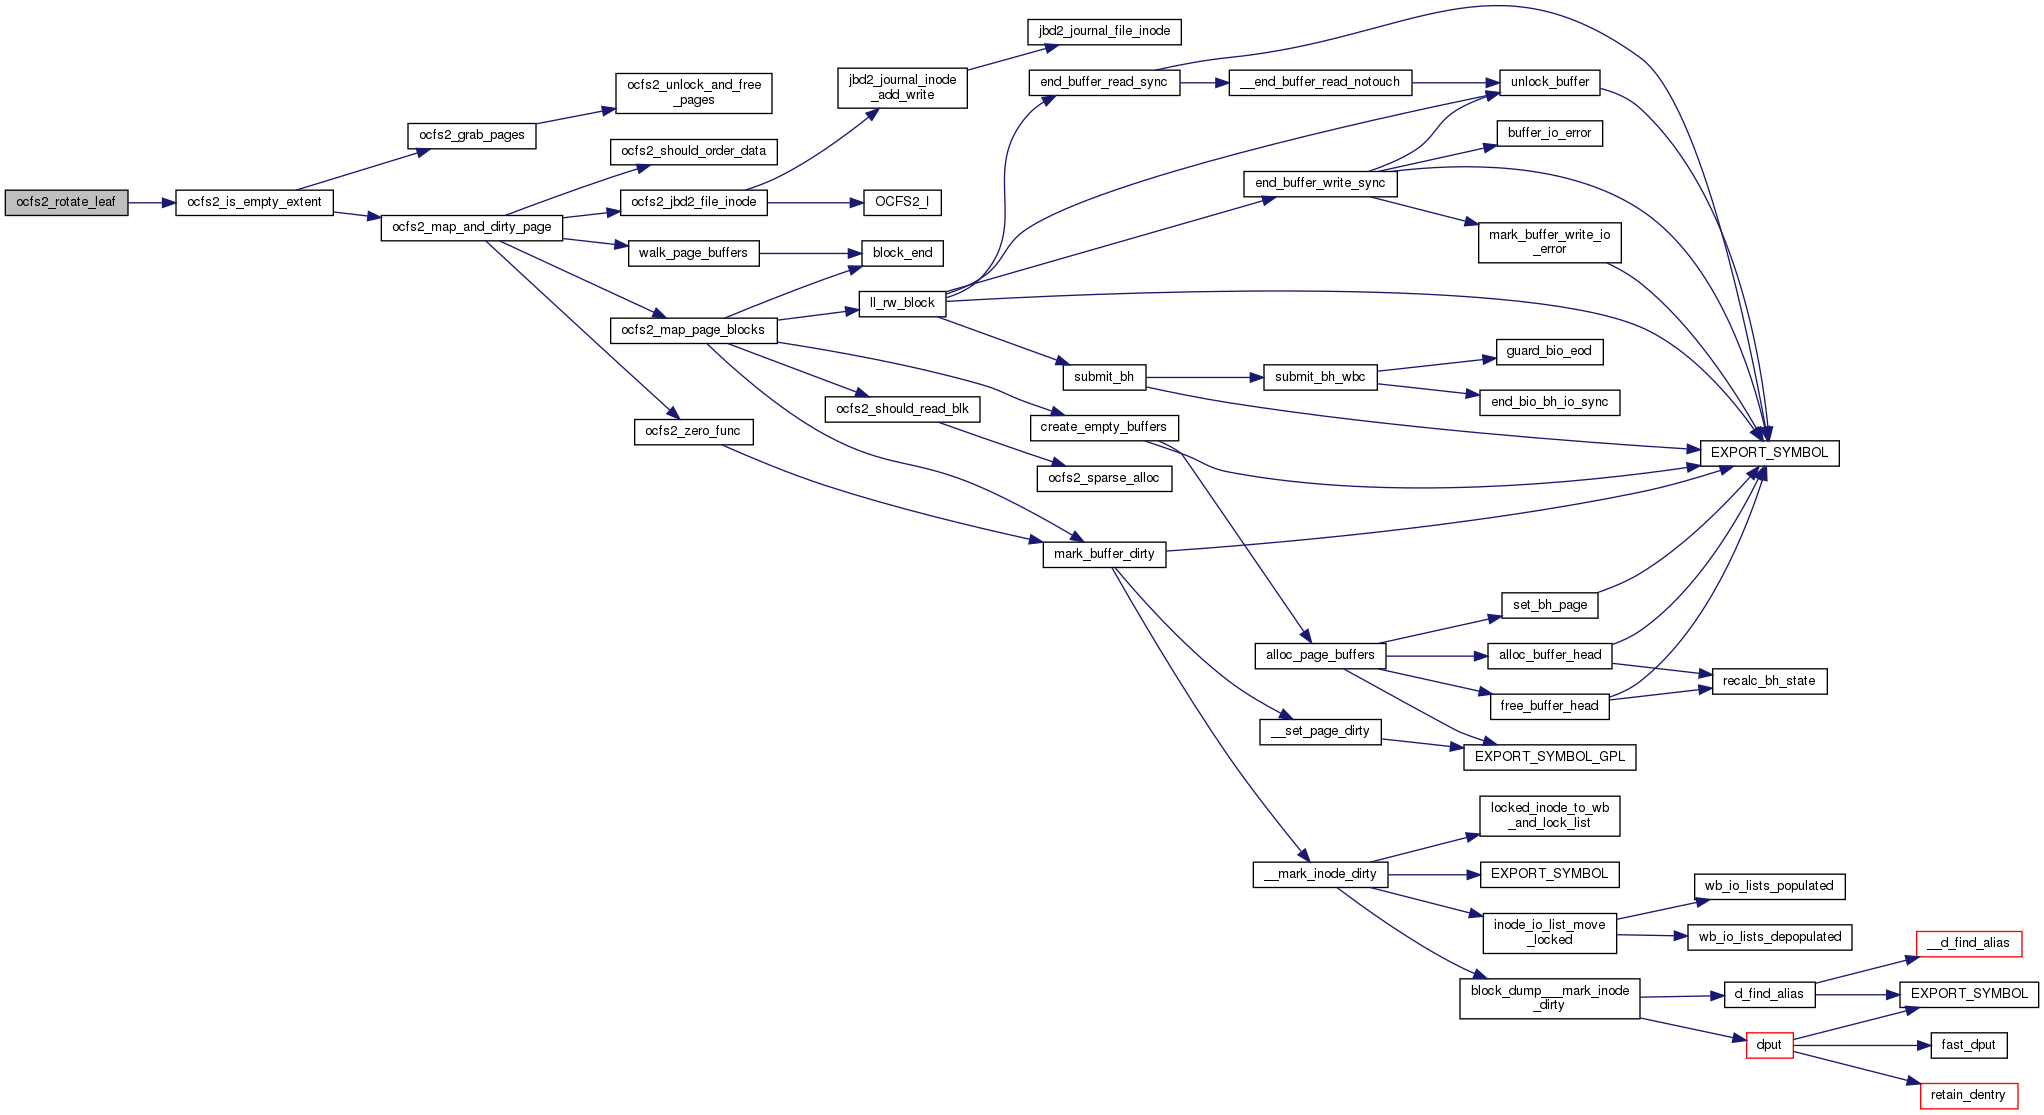 jbd2_journal_file_inode
ocfs2_unlock_and_free
_pages
jbd2_journal_inode
_add_write
end_buffer_read_sync
__end_buffer_read_notouch
unlock_buffer
ocfs2_grab_pages
buffer_io_error
ocfs2_should_order_data
end_buffer_write_sync
ocfs2_rotate_leaf
ocfs2_is_empty_extent
ocfs2_jbd2_file_inode
OCFS2_I
ocfs2_map_and_dirty_page
mark_buffer_write_io
_error
walk_page_buffers
block_end
ll_rw_block
ocfs2_map_page_blocks
guard_bio_eod
submit_bh
submit_bh_wbc
end_bio_bh_io_sync
ocfs2_should_read_blk
create_empty_buffers
ocfs2_zero_func
EXPORT_SYMBOL
ocfs2_sparse_alloc
mark_buffer_dirty
set_bh_page
alloc_page_buffers
alloc_buffer_head
recalc_bh_state
free_buffer_head
__set_page_dirty
EXPORT_SYMBOL_GPL
locked_inode_to_wb
_and_lock_list
__mark_inode_dirty
EXPORT_SYMBOL
wb_io_lists_populated
inode_io_list_move
_locked
wb_io_lists_depopulated
__d_find_alias
block_dump___mark_inode
_dirty
d_find_alias
EXPORT_SYMBOL
dput
fast_dput
retain_dentry